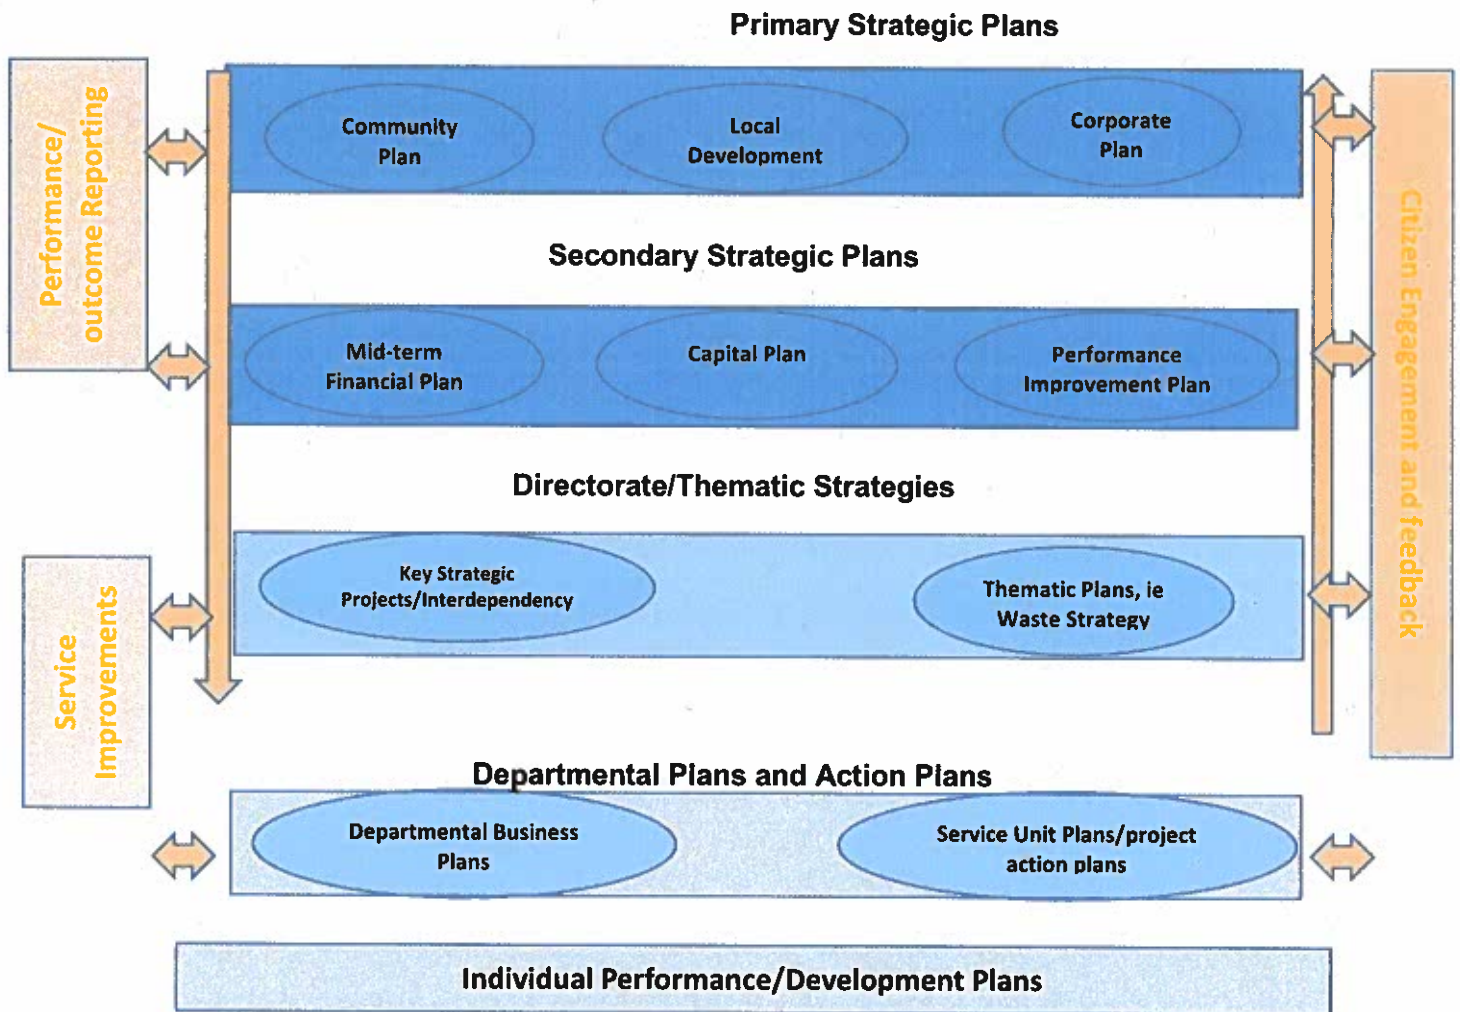 Primary Strategic Plans
Performance/
outcome Reporting
Community
Plan
Local
Development
Corporate
Plan
Citizen Engagement and feedback
Secondary Strategic Plans
Mid-term
Financial Plan
Capital Plan
Performance
Improvement Plan
Directorate/Thematic Strategies
Key Strategic
Projects/Interdependency
Thematic Plans, ie
Waste Strategy
Service
Improvements
Departmental Plans and Action Plans
Departmental Business
Plans
Service Unit Plans/project
action plans
Individual Performance/Development Plans